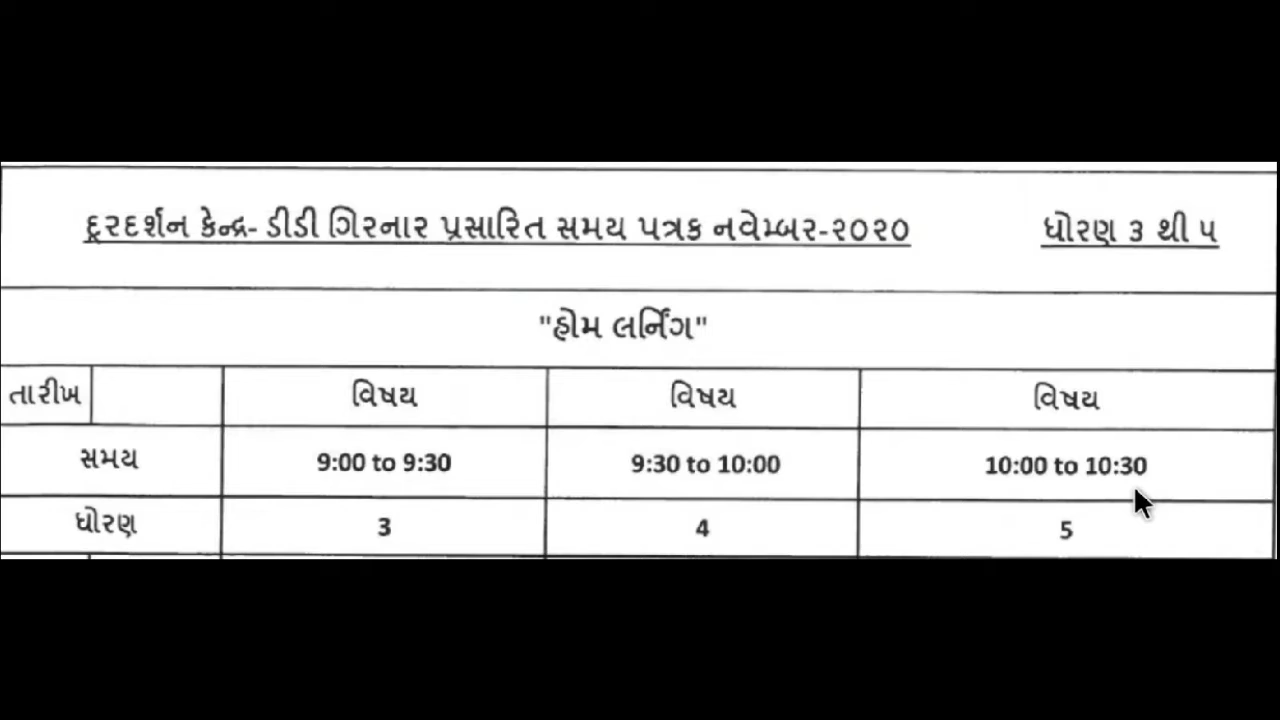 દૂરદર્શન કેન્દ્ર- ડીડી ગિરનાર પ્રસારિત સમય પત્રક નવેમ્બર-૨૦૨૦ ધોરણ ૩ થી ૫
"હોમ લર્નિંગ"
તારીખ વિષય વિષય વિષય
સમય 9:00 to 9:30 9:30 to 10:00 10:00 to 10:30
ધોરણ 3 4 5